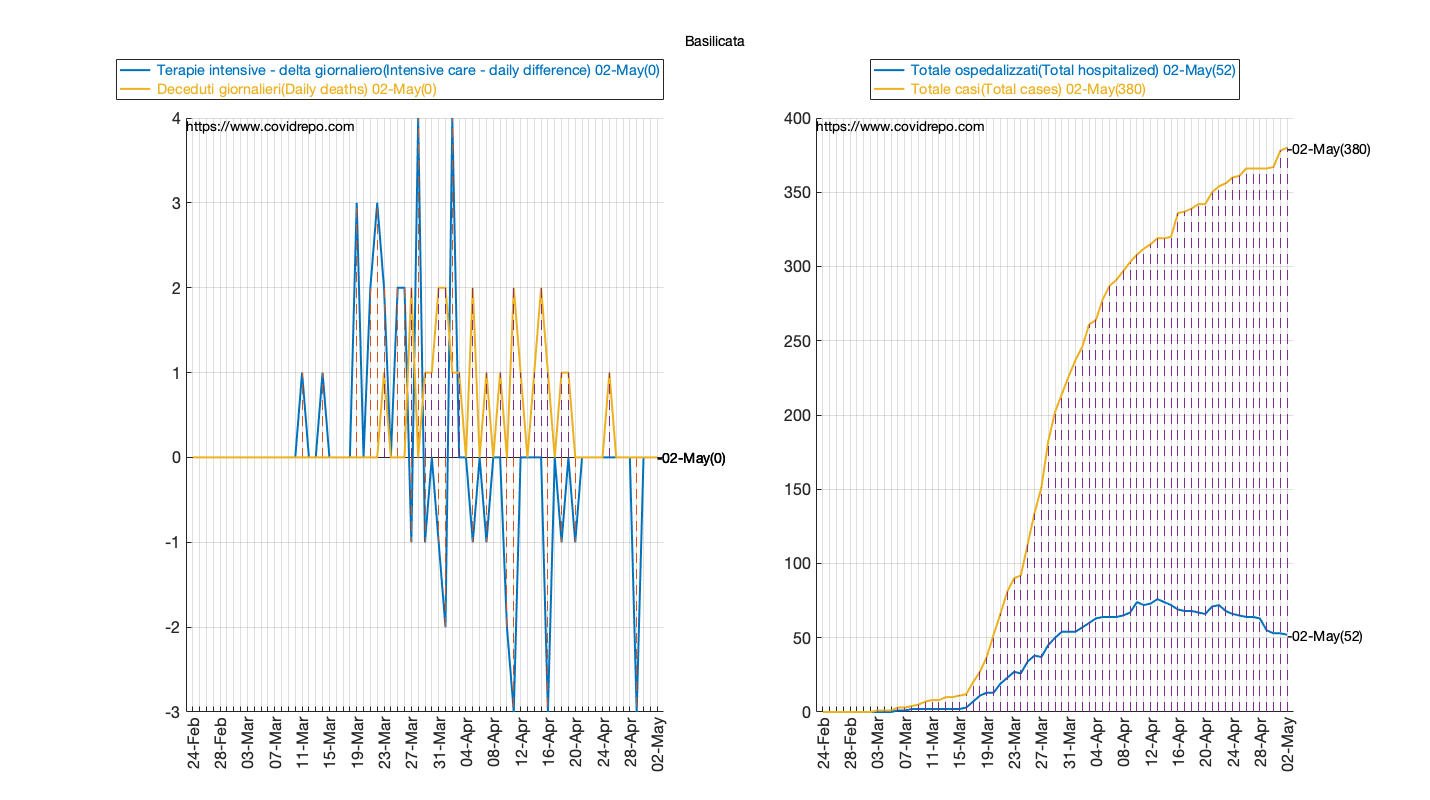 Basilicata
Terapie intensive - delta giornaliero(Intensive care - daily difference) 02-May(0)
Deceduti giornalieri(Daily deaths) 02-May(0)
https://www.covidrepo.com
4
3
2
1
0
-1
-2
-3
-02-May(0)
24-Feb
28-Feb
03-Mar
07-Mar
11-Mar
15-Mar
19-Mar
23-Mar
27-Mar
31-Mar
04-Apr
08-Apr
12-Apr
16-Apr
20-Apr
24-Apr
28-Apr
02-May
Totale ospedalizzati(Total hospitalized) 02-May(52)
Totale casi(Total cases) 02-May(380)
https://www.covidrepo.com
400
350
300
250
200
150
100
50
0
-02-May(380)
-02-May(52)
24-Feb
28-Feb
03-Mar
07-Mar
11-Mar
15-Mar
19-Mar
23-Mar
27-Mar
31-Mar
04-Apr
08-Apr
12-Apr
16-Apr
20-Apr
24-Apr
28-Apr
02-May